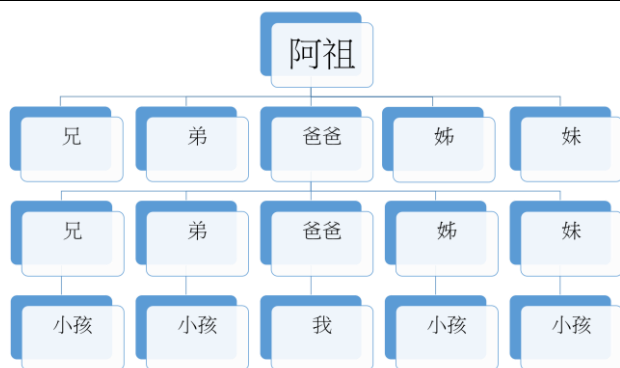 阿祖
兄 弟 爸爸 姊 妹
兄 弟 爸爸 姊 妹
小孩 小孩 我 小孩 小孩